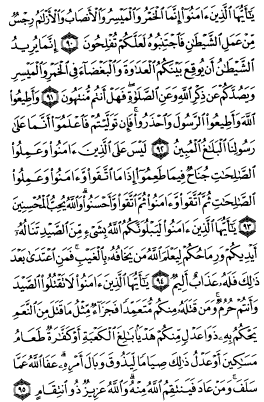 يَٰٓأَيُّهَا ٱلَّذِينَ ءَامَنُوٓا۟ إِنَّمَا ٱلْخَمْرُ وَٱلْمَيْسِرُ وَٱلْأَنصَابُ وَٱلْأَزْلَٰمُ رِجْسٌ
مِّنْ عَمَلِ ٱلشَّيْطَٰنِ فَٱجْتَنِبُوهُ لَعَلَّكُمْ تُفْلِحُونَ ٩٠ إِنَّمَا يُرِيدُ
ٱلشَّيْطَٰنُ أَن يُوقِعَ بَيْنَكُمُ ٱلْعَدَٰوَةَ وَٱلْبَغْضَآءَ فِى ٱلْخَمْرِ وَٱلْمَيْسِرِ
وَيَصُدَّكُمْ عَن ذِكْرِ ٱللَّهِ وَعَنِ ٱلصَّلَوٰةِ فَهَلْ أَنتُم مُّنتَهُونَ ٩١ وَأَطِيعُوا۟
ٱللَّهَ وَأَطِيعُوا۟ ٱلرَّسُولَ وَٱحْذَرُوا۟ فَإِن تَوَلَّيْتُمْ فَٱعْلَمُوٓا۟ أَنَّمَا عَلَىٰ
رَسُولِنَا ٱلْبَلَٰغُ ٱلْمُبِينُ ٩٢ لَيْسَ عَلَى ٱلَّذِينَ ءَامَنُوا۟ وَعَمِلُوا۟
ٱلصَّٰلِحَٰتِ جُنَاحٌ فِيمَا طَعِمُوٓا۟ إِذَا مَا ٱتَّقَوا۟ وَّءَامَنُوا۟ وَعَمِلُوا۟
ٱلصَّٰلِحَٰتِ ثُمَّ ٱتَّقَوا۟ وَّءَامَنُوا۟ ثُمَّ ٱتَّقَوا۟ وَّأَحْسَنُوا۟ وَٱللَّهُ يُحِبُّ ٱلْمُحْسِنِينَ
٩٣ يَٰٓأَيُّهَا ٱلَّذِينَ ءَامَنُوا۟ لَيَبْلُوَنَّكُمُ ٱللَّهُ بِشَىْءٍ مِّنَ ٱلصَّيْدِ تَنَالُهُۥٓ
أَيْدِيكُمْ وَرِمَاحُكُمْ لِيَعْلَمَ ٱللَّهُ مَن يَخَافُهُۥ بِٱلْغَيْبِ فَمَنِ ٱعْتَدَىٰ بَعْدَ
ذَٰلِكَ فَلَهُۥ عَذَابٌ أَلِيمٌ ٩٤ يَٰٓأَيُّهَا ٱلَّذِينَ ءَامَنُوا۟ لَا تَقْتُلُوا۟ ٱلصَّيْدَ
وَأَنتُمْ حُرُمٌ وَمَن قَتَلَهُۥ مِنكُم مُّتَعَمِّدًا فَجَزَآءٌ مِّثْلُ مَا قَتَلَ مِنَ ٱلنَّعَمِ
يَحْكُمُ بِهِۦ ذَوَا عَدْلٍ مِّنكُمْ هَدْيًۢا بَٰلِغَ ٱلْكَعْبَةِ أَوْ كَفَّٰرَةٌ طَعَامُ
مَسَٰكِينَ أَوْ عَدْلُ ذَٰلِكَ صِيَامًا لِّيَذُوقَ وَبَالَ أَمْرِهِۦ عَفَا ٱللَّهُ عَمَّا
سَلَفَ وَمَنْ عَادَ فَيَنتَقِمُ ٱللَّهُ مِنْهُ وَٱللَّهُ عَزِيزٌ ذُو ٱنتِقَامٍ ٩٥